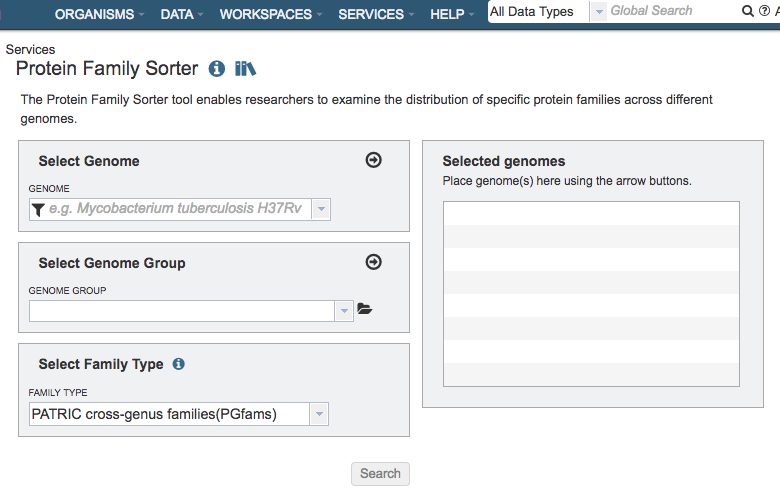 ORGANISMS DATA WORKSPACES SERVICES HELP All Data Types Global Search
Services
Protein Family Sorter
The Protein Family Sorter tool enables researchers to examine the distribution of specific protein families across different
genomes.
Select Genome
GENOME
e.g. Mycobacterium tuberculosis H37Rv
Select Genome Group
GENOME GROUP
Select Family Type
FAMILY TYPE
PATRIC cross-genus families(PGfams)
Selected genomes
Place genome(s) here using the arrow buttons.
Search